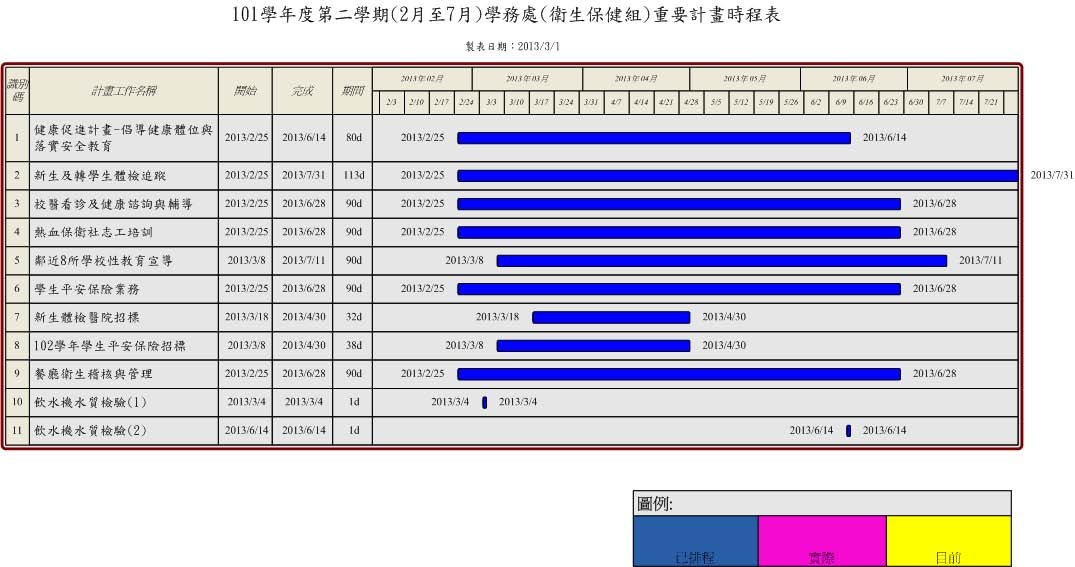 101學年度第二學期(2月至7月)學務處(衛生保健組)重要計畫時程表
製表日期：2013/3/1
識別碼 計畫工作名稱 開始 完成 期間 2013年02月 2013年03月 2013年04月 2013年05月 2013年06月 2013年07月
2/3 2/10 2/17 2/24 3/3 3/10 3/17 3/24 3/31 4/7 4/14 4/21 4/28 5/5 5/12 5/19 5/26 6/2 6/9 6/16 6/23 6/30 7/7 7/14 7/21
1 健康促進計畫-倡導健康體位與落實安全教育 2013/2/25 2013/6/14 80d 2013/2/25 2013/6/14
2 新生及轉學生體檢追蹤 2013/2/25 2013/7/31 113d 2013/2/25 2013/7/31
3 校醫看診及健康諮詢與輔導 2013/2/25 2013/6/28 90d 2013/2/25 2013/6/28
4 熱血保衛社志工培訓 2013/2/25 2013/6/28 90d 2013/2/25 2013/6/28
5 鄰近8所學校性教育宣導 2013/3/8 2013/7/11 90d 2013/3/8 2013/7/11
6 學生平安保險業務 2013/2/25 2013/6/28 90d 2013/2/25 2013/6/28
7 新生體檢醫院招標 2013/3/18 2013/4/30 32d 2013/3/18 2013/4/30
8 102學年學生平安保險招標 2013/3/8 2013/4/30 38d 2013/3/8 2013/4/30
9 餐廳衛生稽核與管理 2013/2/25 2013/6/28 90d 2013/2/25 2013/6/28
10 飲水機水質檢驗(1) 2013/3/4 2013/3/4 1d 2013/3/4 2013/3/4
11 飲水機水質檢驗(2) 2013/6/14 2013/6/14 1d 2013/6/14 2013/6/14
圖例:
已排程 實際 目前